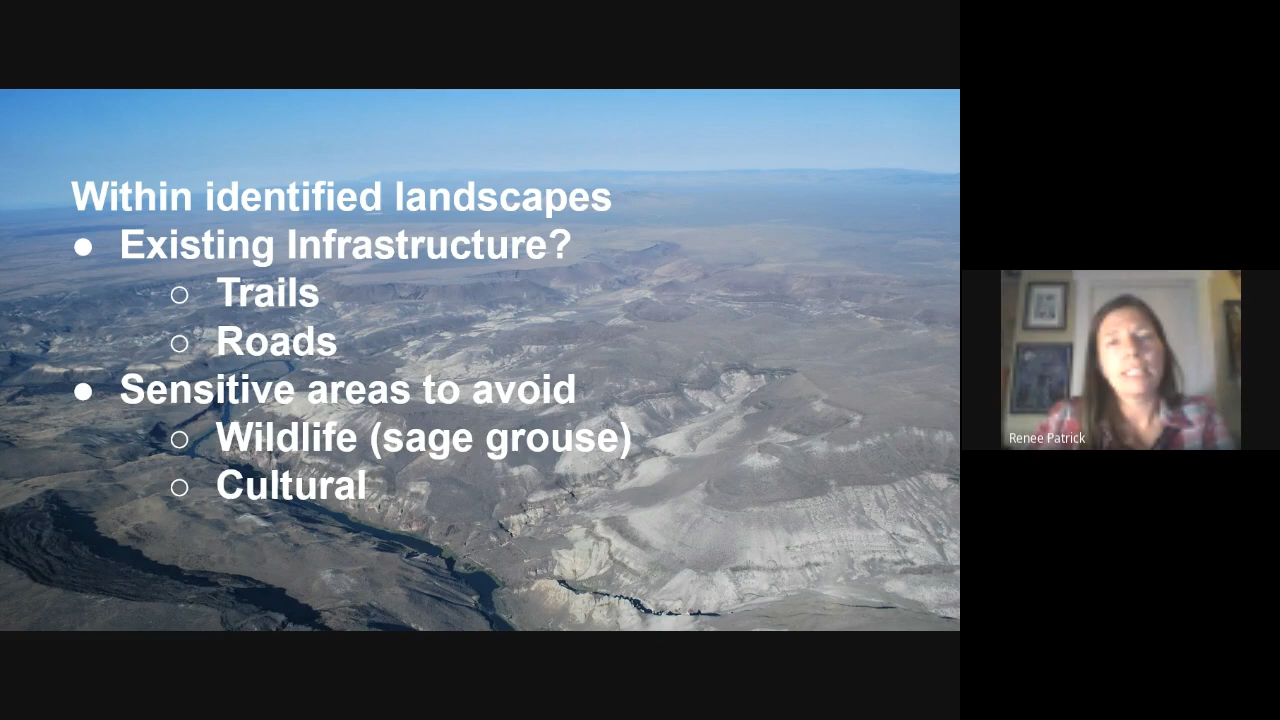 Within identified landscapes
● Existing Infrastructure?
○ Trails
○ Roads
● Sensitive areas to avoid
○ Wildlife (sage grouse)
○ Cultural
Renee Patrick